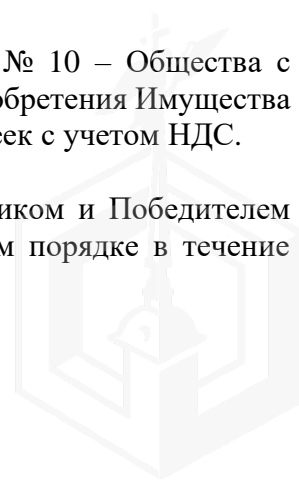 № 10 – Общества с
обретения Имущества
еек с учетом НДС.
иком и Победителем
м порядке в течение